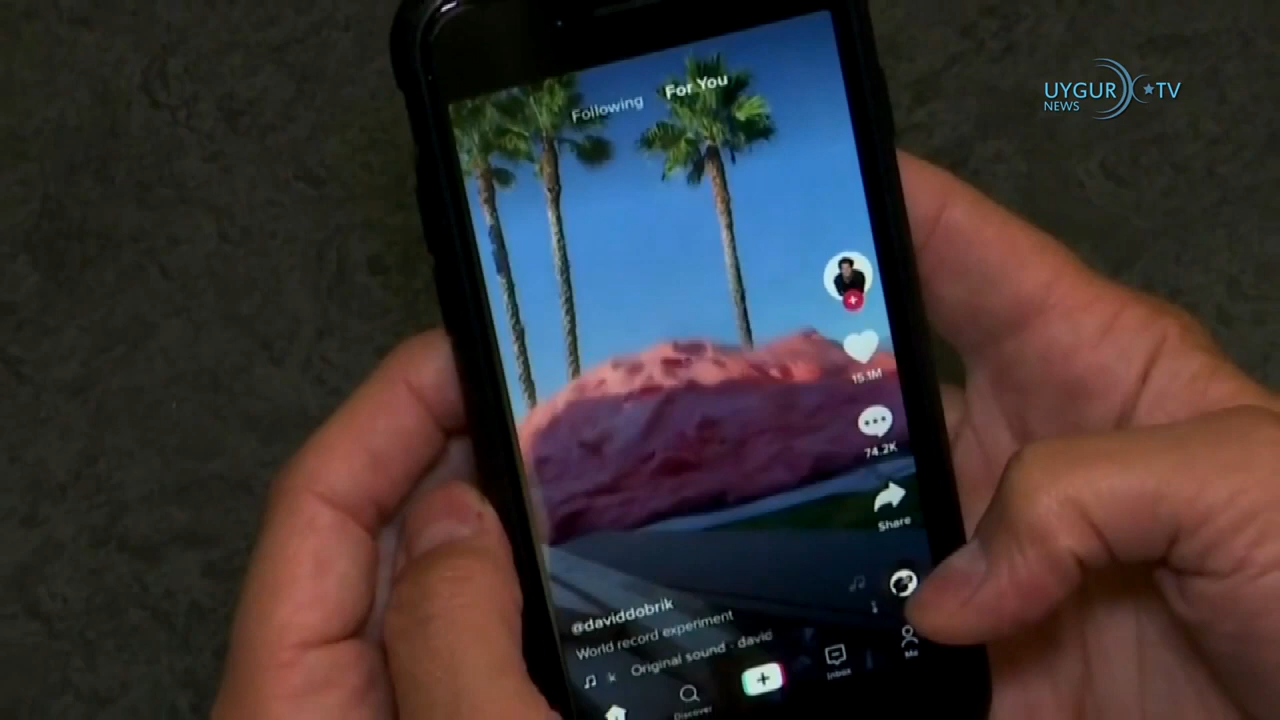 UYGUR TV
NEWS
Following For You
15.1M
74.2K
Share
@daviddobrik
World record experiment
Original sound - david
Discover
Inbox
Me